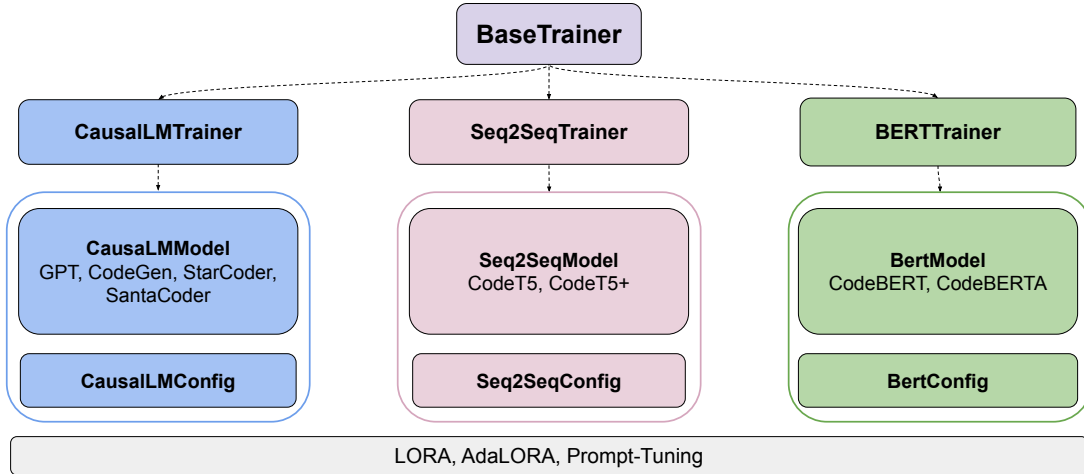 BaseTrainer
CausalLMTrainer
Seq2SeqTrainer
BERTTrainer
CausaLMModel
GPT, CodeGen, StarCoder,
SantaCoder
Seq2SeqModel
CodeT5, CodeT5+
BertModel
CodeBERT, CodeBERTA
CausalLMConfig
Seq2SeqConfig
BertConfig
LORA, AdaLORA, Prompt-Tuning